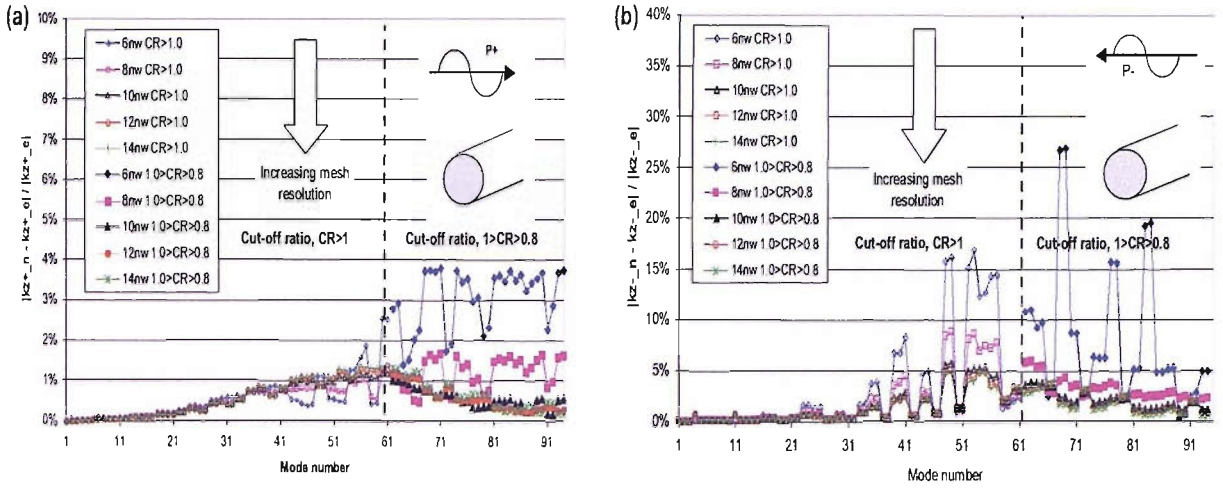 (a)
10%
9%
8%
7%
6%
5%
4%
3%
2%
1%
0%
6nw CR>1.0
8nw CR>1.0
10nw CR>1.0
12nw CR>1.0
14nw CR>1.0
6nw 1.0>CR>0.8
8nw 1.0>CR>0.8
10nw 1.0>CR>0.8
12nw 1.0>CR>0.8
14nw 1.0>CR>0.8
P+
Increasing mesh
resolution
Cut-off ratio, CR>1
Cut-off ratio, 1>CR>0.8
1 11 21 31 41 51 61 71 81 91
Mode number
(b)
|kz-_n - kz-_e| / |kz-_e|
40%
35%
30%
25%
20%
15%
10%
5%
0%
6nw CR>1.0
8nw CR>1.0
10nw CR>1.0
12nw CR>1.0
14nw CR>1.0
6nw 1.0>CR>0.8
8nw 1.0>CR>0.8
10nw 1.0>CR>0.8
12nw 1.0>CR>0.8
14nw 1.0>CR>0.8
P-
Increasing mesh
resolution
Cut-off ratio, CR>1
Cut-off ratio, 1>CR>0.8
1 11 21 31 41 51 61 71 81 91
Mode number